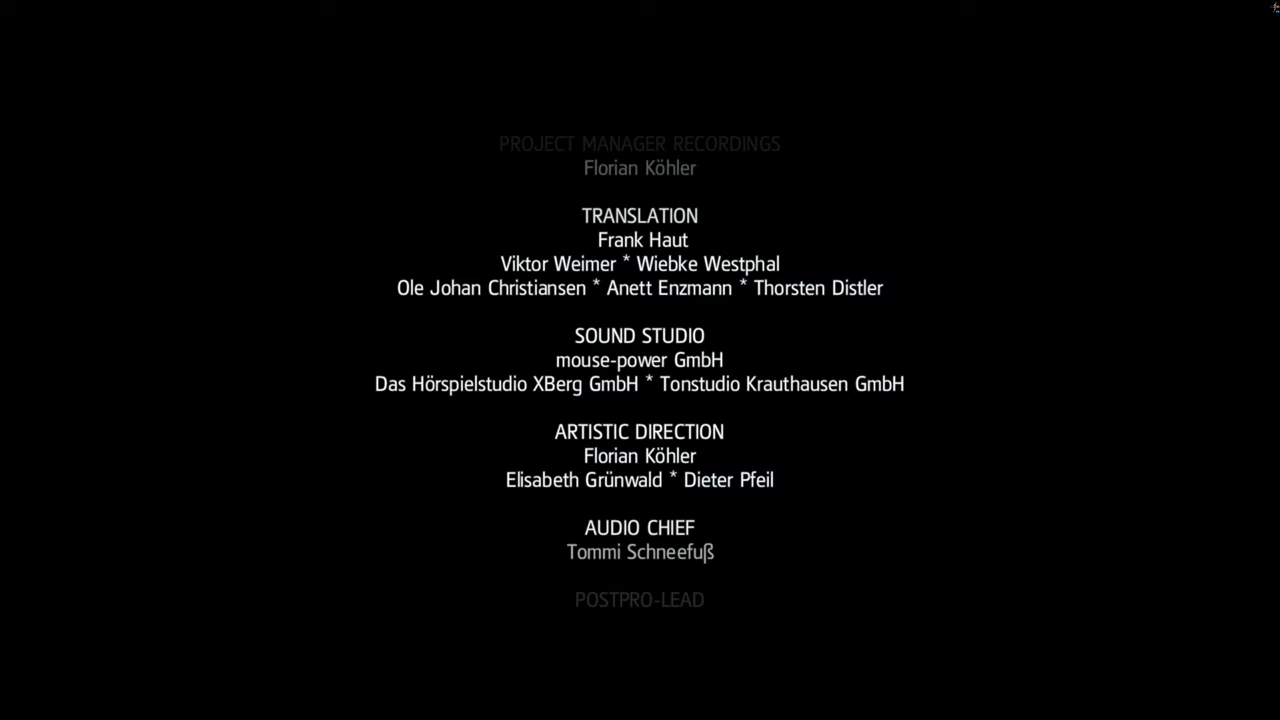 PROJECT MANAGER RECORDINGS
Florian Köhler
TRANSLATION
Frank Haut
Viktor Weimer * Wiebke Westphal
Ole Johan Christiansen * Anett Enzmann * Thorsten Distler
SOUND STUDIO
mouse-power GmbH
Das Hörspielstudio XBerg GmbH * Tonstudio Krauthausen GmbH
ARTISTIC DIRECTION
Florian Köhler
Elisabeth Grünwald * Dieter Pfeil
AUDIO CHIEF
Tommi Schneefuß
POSTPRO-LEAD